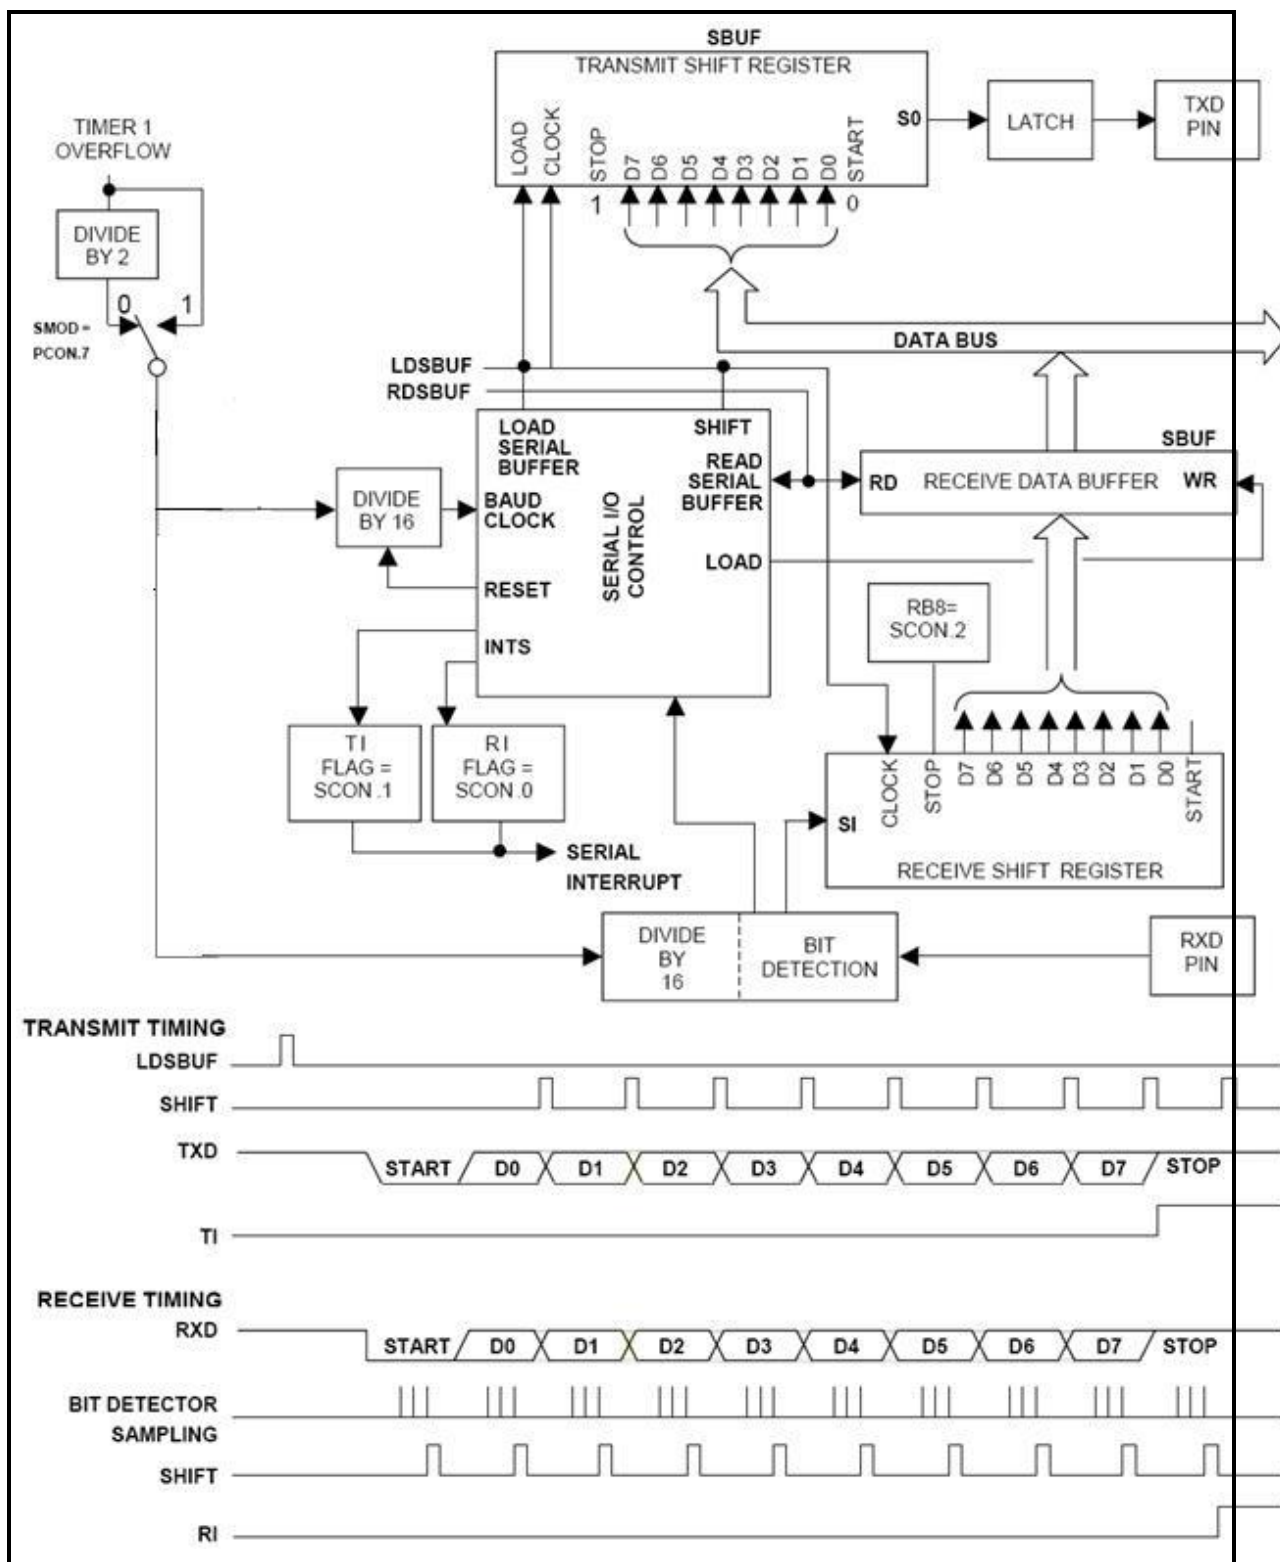 SBUF
TRANSMIT SHIFT REGISTER
LOAD
CLOCK
STOP
D7
D6
D5
D4
D3
D2
D1
D0
START
S0
1
0
LATCH
TXD
PIN
TIMER 1
OVERFLOW
DIVIDE
BY 2
0
1
SMOD =
PCON.7
DATA BUS
LDSBUF
RDSBUF
LOAD
SERIAL
BUFFER
SHIFT
READ
SERIAL
BUFFER
BAUD
CLOCK
SERIAL I/O
CONTROL
LOAD
RESET
INTS
DIVIDE
BY 16
SBUF
RD
RECEIVE DATA BUFFER
WR
RB8=
SCON.2
TI
FLAG =
SCON .1
RI
FLAG =
SCON .0
SERIAL
INTERRUPT
CLOCK
STOP
D7
D6
D5
D4
D3
D2
D1
D0
START
SI
RECEIVE SHIFT REGISTER
DIVIDE
BY
16
BIT
DETECTION
RXD
PIN
TRANSMIT TIMING
LDSBUF
SHIFT
TXD
START D0 D1 D2 D3 D4 D5 D6 D7 STOP
TI
RECEIVE TIMING
RXD
START D0 D1 D2 D3 D4 D5 D6 D7 STOP
BIT DETECTOR
SAMPLING
SHIFT
RI